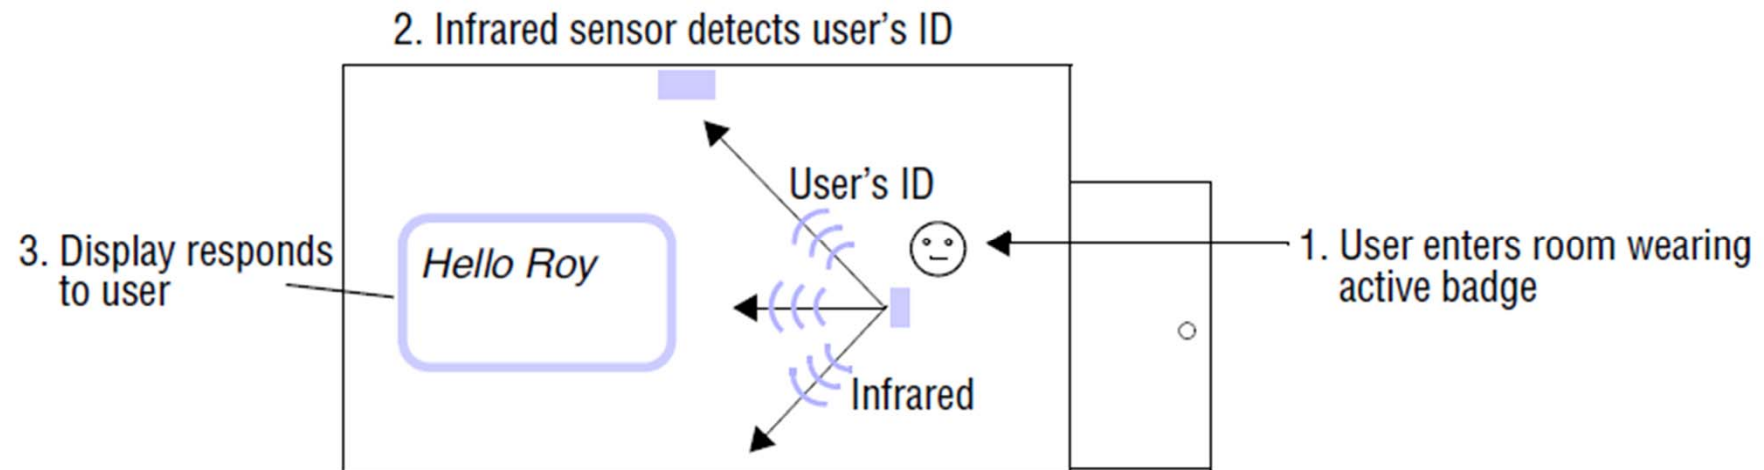 2. Infrared sensor detects user's ID
User's ID
3. Display responds
to user
Hello Roy
1. User enters room wearing
active badge
Infrared